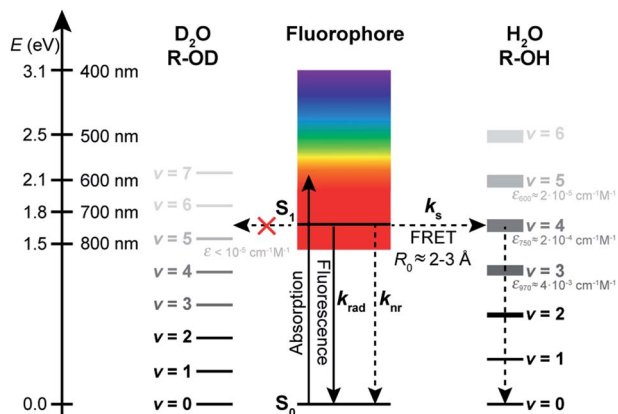 E (eV)
3.1
2.5
2.1
1.8
1.5
0.0
400 nm
500 nm
600 nm
700 nm
800 nm
D₂O
R-OD
v = 7
v = 6
v = 5
ε < 10⁻⁵ cm⁻¹M⁻¹
v = 4
v = 3
v = 2
v = 1
v = 0
Fluorophore
S₁
Absorption
Fluorescence
k_rad
k_nr
S₀
k_s
FRET
R₀ ≈ 2-3 Å
H₂O
R-OH
v = 6
v = 5
ε₆₀₀≈ 2·10⁻⁵ cm⁻¹M⁻¹
v = 4
ε₇₅₀≈ 2·10⁻⁴ cm⁻¹M⁻¹
v = 3
ε₉₇₀≈ 4·10⁻³ cm⁻¹M⁻¹
v = 2
v = 1
v = 0